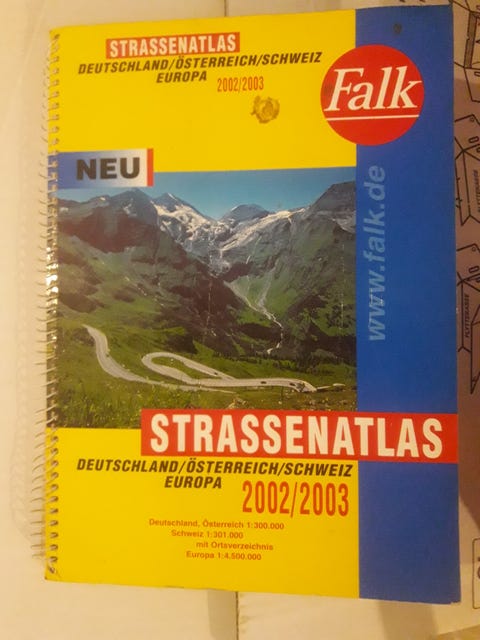 STRASSENATLAS
DEUTSCHLAND/ÖSTERREICH/SCHWEIZ
EUROPA 2002/2003
Falk
NEU
www.falk.de
STRASSENATLAS
DEUTSCHLAND/ÖSTERREICH/SCHWEIZ
EUROPA 2002/2003
Deutschland, Österreich 1:300.000
Schweiz 1:301.000
mit Ortsverzeichnis
Europa 1:4.500.000